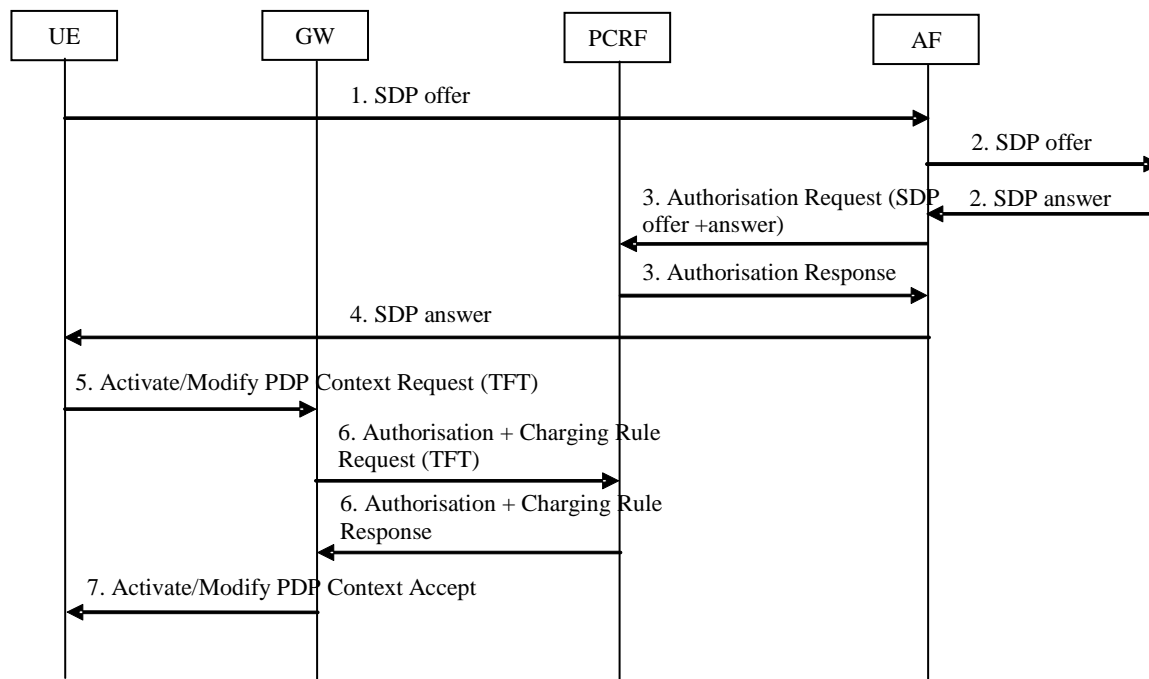 UE
GW
PCRF
AF
1. SDP offer
2. SDP offer
2. SDP answer
3. Authorisation Request (SDP
offer +answer)
3. Authorisation Response
4. SDP answer
5. Activate/Modify PDP Context Request (TFT)
6. Authorisation + Charging Rule
Request (TFT)
6. Authorisation + Charging Rule
Response
7. Activate/Modify PDP Context Accept